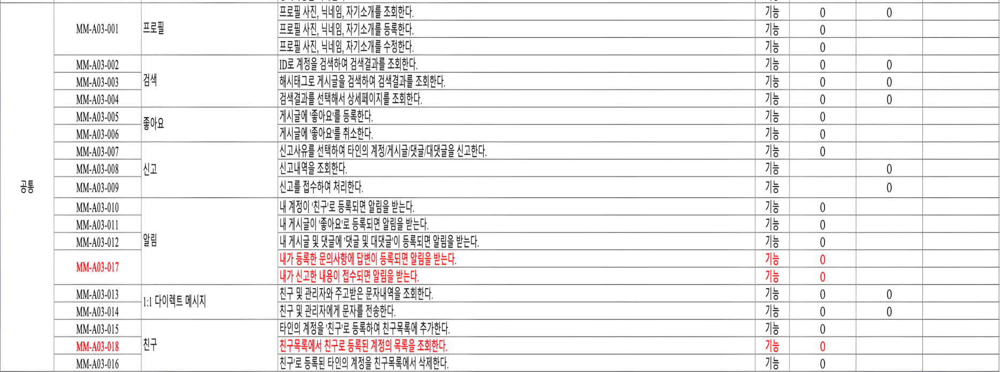 프로필 사진, 닉네임, 자기소개를 조회한다. 기능 0 0
MM-A03-001 프로필 프로필 사진, 닉네임, 자기소개를 등록한다. 기능 0
프로필 사진, 닉네임, 자기소개를 수정한다. 기능 0
MM-A03-002 ID로 계정을 검색하여 검색결과를 조회한다. 기능 0 0
MM-A03-003 검색 해시태그로 게시글을 검색하여 검색결과를 조회한다. 기능 0 0
MM-A03-004 검색결과를 선택해서 상세페이지를 조회한다. 기능 0 0
MM-A03-005 좋아요 게시글에 '좋아요'를 등록한다. 기능 0
MM-A03-006 게시글에 '좋아요'를 취소한다. 기능 0
MM-A03-007 신고사유를 선택하여 타인의 계정/게시글/댓글/대댓글을 신고한다. 기능 0
MM-A03-008 신고 신고내역을 조회한다. 기능 0
공통 MM-A03-009 신고를 접수하여 처리한다. 기능 0
MM-A03-010 내 계정이 '친구'로 등록되면 알림을 받는다. 기능 0
MM-A03-011 내 게시글이 '좋아요'로 등록되면 알림을 받는다. 기능 0
MM-A03-012 알림 내 게시글 및 댓글에 '댓글 및 대댓글'이 등록되면 알림을 받는다. 기능 0
MM-A03-017 내가 등록한 문의사항에 답변이 등록되면 알림을 받는다. 기능 0
내가 신고한 내용이 접수되면 알림을 받는다. 기능 0
MM-A03-013 1:1 다이렉트 메시지 친구 및 관리자와 주고받은 문자내역을 조회한다. 기능 0 0
MM-A03-014 친구 및 관리자에게 문자를 전송한다. 기능 0 0
MM-A03-015 타인의 계정을 '친구'로 등록하여 친구목록에 추가한다. 기능 0
MM-A03-018 친구 친구목록에서 친구로 등록된 계정의 목록을 조회한다. 기능 0
MM-A03-016 친구'로 등록된 타인의 계정을 친구목록에서 삭제한다. 기능 0